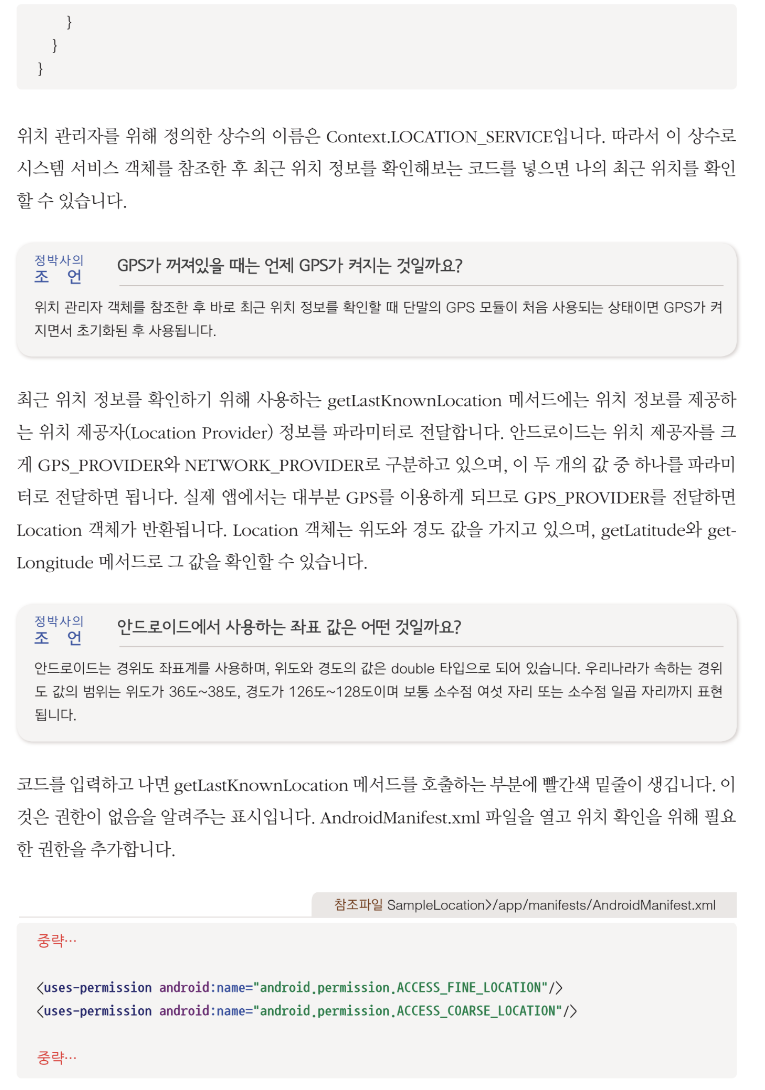 }
}
}
위치 관리자를 위해 정의한 상수의 이름은 Context.LOCATION_SERVICE입니다. 따라서 이 상수로
시스템 서비스 객체를 참조한 후 최근 위치 정보를 확인해보는 코드를 넣으면 나의 최근 위치를 확인
할 수 있습니다.
정박사의
조 언
GPS가 꺼져있을 때는 언제 GPS가 켜지는 것일까요?
위치 관리자 객체를 참조한 후 바로 최근 위치 정보를 확인할 때 단말의 GPS 모듈이 처음 사용되는 상태이면 GPS가 켜
지면서 초기화된 후 사용됩니다.
최근 위치 정보를 확인하기 위해 사용하는 getLastKnownLocation 메서드에는 위치 정보를 제공하
는 위치 제공자(Location Provider) 정보를 파라미터로 전달합니다. 안드로이드는 위치 제공자를 크
게 GPS_PROVIDER와 NETWORK_PROVIDER로 구분하고 있으며, 이 두 개의 값 중 하나를 파라미
터로 전달하면 됩니다. 실제 앱에서는 대부분 GPS를 이용하게 되므로 GPS_PROVIDER를 전달하면
Location 객체가 반환됩니다. Location 객체는 위도와 경도 값을 가지고 있으며, getLatitude와 get-
Longitude 메서드로 그 값을 확인할 수 있습니다.
정박사의
조 언
안드로이드에서 사용하는 좌표 값은 어떤 것일까요?
안드로이드는 경위도 좌표계를 사용하며, 위도와 경도의 값은 double 타입으로 되어 있습니다. 우리나라가 속하는 경위
도 값의 범위는 위도가 36도~38도, 경도가 126도~128도이며 보통 소수점 여섯 자리 또는 소수점 일곱 자리까지 표현
됩니다.
코드를 입력하고 나면 getLastKnownLocation 메서드를 호출하는 부분에 빨간색 밑줄이 생깁니다. 이
것은 권한이 없음을 알려주는 표시입니다. AndroidManifest.xml 파일을 열고 위치 확인을 위해 필요
한 권한을 추가합니다.
참조파일 SampleLocation>/app/manifests/AndroidManifest.xml
중략…
<uses-permission android:name="android.permission.ACCESS_FINE_LOCATION"/>
<uses-permission android:name="android.permission.ACCESS_COARSE_LOCATION"/>
중략…